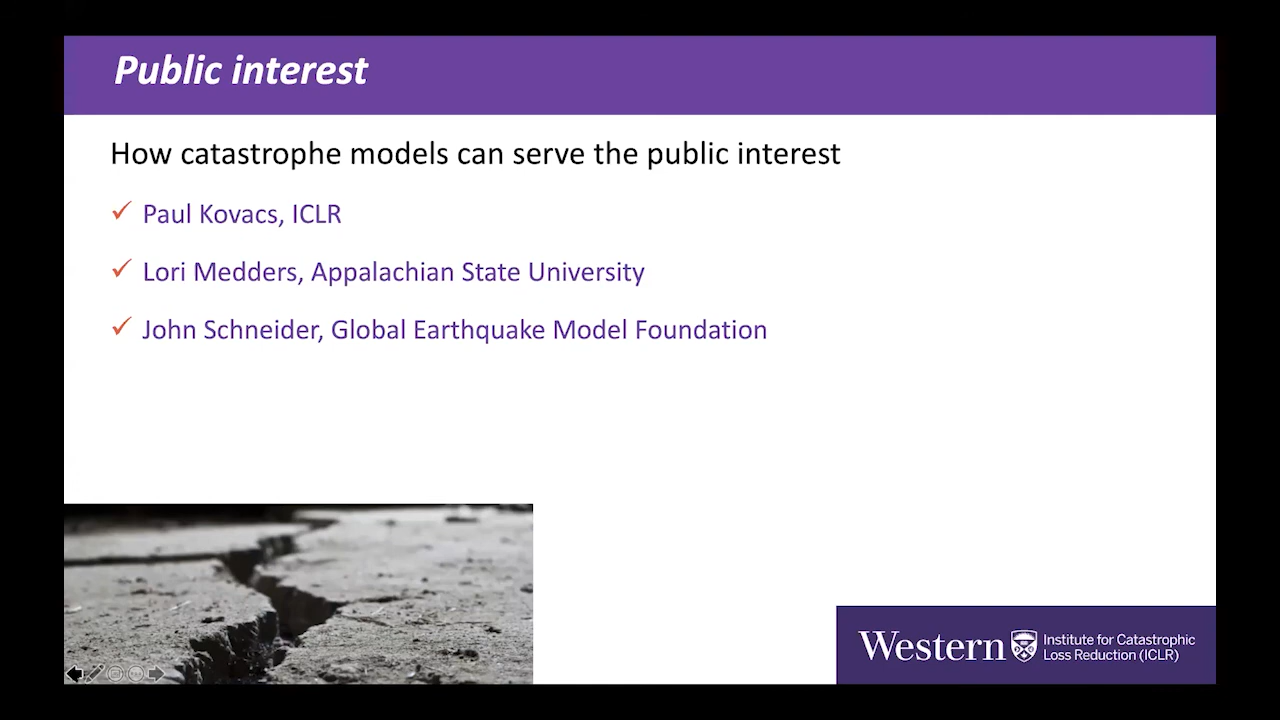 Public interest
How catastrophe models can serve the public interest
Paul Kovacs, ICLR
Lori Medders, Appalachian State University
John Schneider, Global Earthquake Model Foundation
Western
Institute for Catastrophic
Loss Reduction (ICLR)